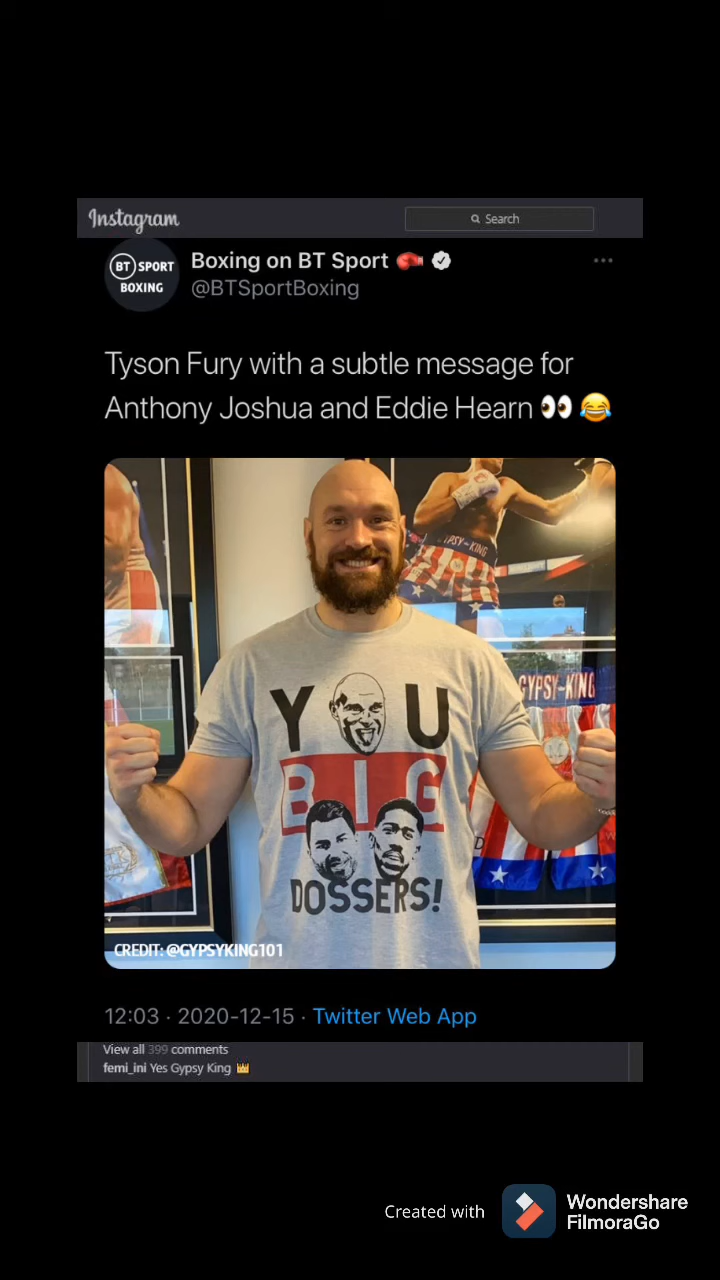 Instagram
Search
BT SPORT
BOXING
Boxing on BT Sport 🥊
@BTSportBoxing
Tyson Fury with a subtle message for
Anthony Joshua and Eddie Hearn 👀 😂
GYPSY-KING
GYPSY-KING
Y U
BIG
DOSSERS!
CREDIT: @GYPSYKING101
12:03 · 2020-12-15 · Twitter Web App
View all 399 comments
femi_ini Yes Gypsy King 👑
Created with
Wondershare
FilmoraGo